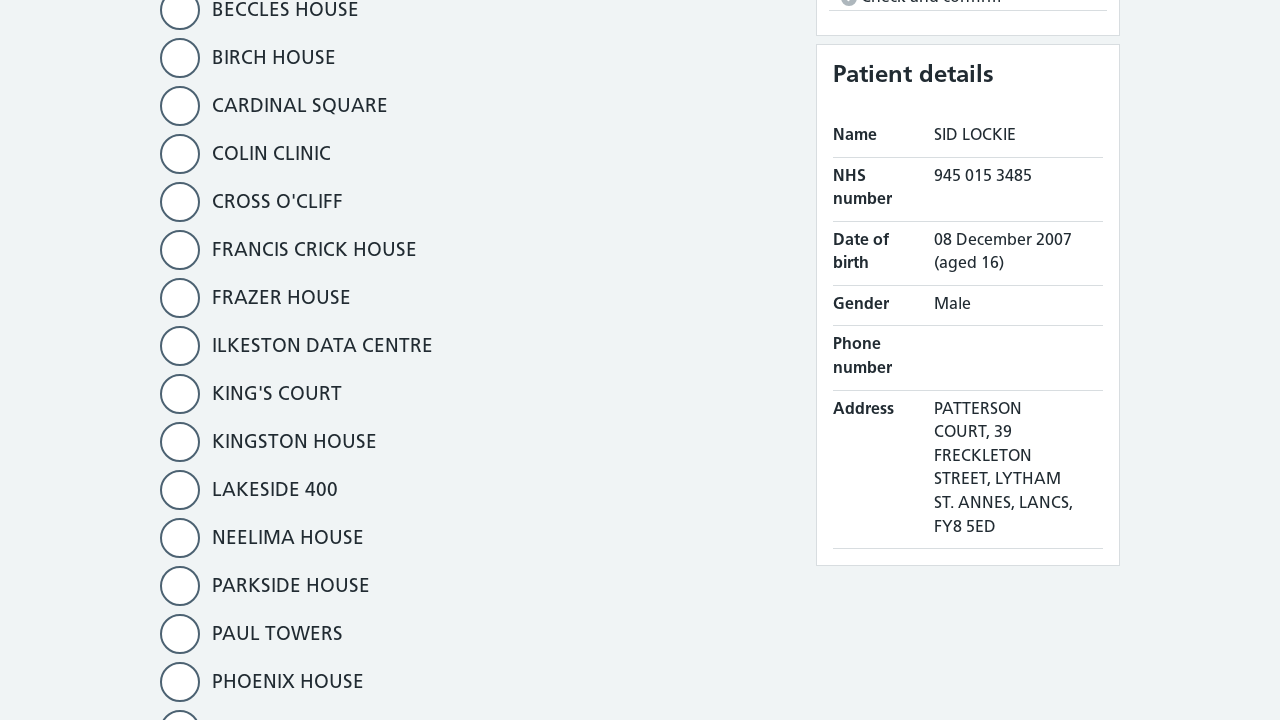 BECCLES HOUSE
BIRCH HOUSE
CARDINAL SQUARE
COLIN CLINIC
CROSS O'CLIFF
FRANCIS CRICK HOUSE
FRAZER HOUSE
ILKESTON DATA CENTRE
KING'S COURT
KINGSTON HOUSE
LAKESIDE 400
NEELIMA HOUSE
PARKSIDE HOUSE
PAUL TOWERS
PHOENIX HOUSE
Check and confirm
Patient details
Name SID LOCKIE
NHS number 945 015 3485
Date of birth 08 December 2007 (aged 16)
Gender Male
Phone number
Address PATTERSON
COURT, 39
FRECKLETON
STREET, LYTHAM
ST. ANNES, LANCS,
FY8 5ED